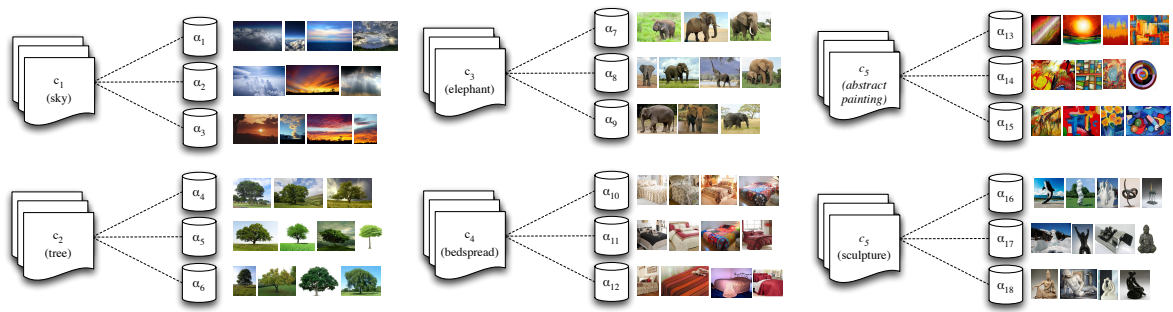 c1
(sky)
α1
α2
α3
c3
(elephant)
α7
α8
α9
c5
(abstract
painting)
α13
α14
α15
c2
(tree)
α4
α5
α6
c4
(bedspread)
α10
α11
α12
c5
(sculpture)
α16
α17
α18